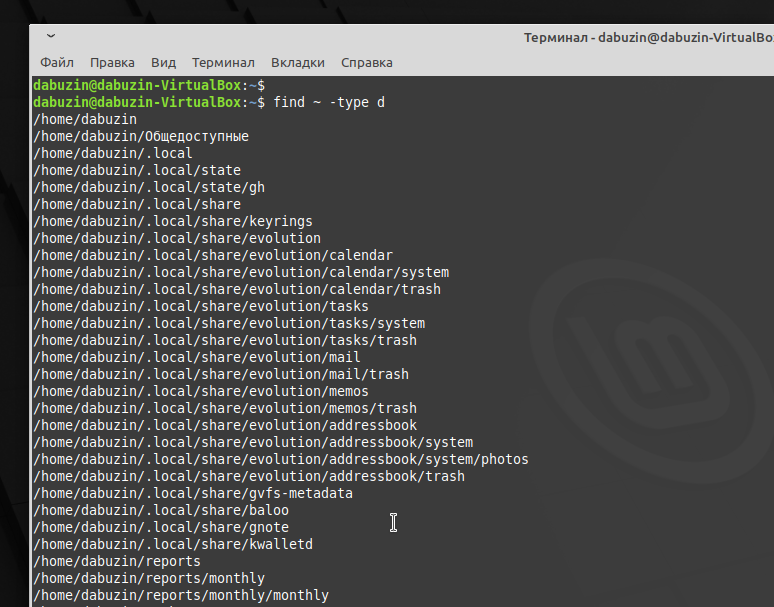 Терминал - dabuzin@dabuzin-VirtualBo
Файл Правка Вид Терминал Вкладки Справка
dabuzin@dabuzin-VirtualBox:~$
dabuzin@dabuzin-VirtualBox:~$ find ~ -type d
/home/dabuzin
/home/dabuzin/Общедоступные
/home/dabuzin/.local
/home/dabuzin/.local/state
/home/dabuzin/.local/state/gh
/home/dabuzin/.local/share
/home/dabuzin/.local/share/keyrings
/home/dabuzin/.local/share/evolution
/home/dabuzin/.local/share/evolution/calendar
/home/dabuzin/.local/share/evolution/calendar/system
/home/dabuzin/.local/share/evolution/calendar/trash
/home/dabuzin/.local/share/evolution/tasks
/home/dabuzin/.local/share/evolution/tasks/system
/home/dabuzin/.local/share/evolution/tasks/trash
/home/dabuzin/.local/share/evolution/mail
/home/dabuzin/.local/share/evolution/mail/trash
/home/dabuzin/.local/share/evolution/memos
/home/dabuzin/.local/share/evolution/memos/trash
/home/dabuzin/.local/share/evolution/addressbook
/home/dabuzin/.local/share/evolution/addressbook/system
/home/dabuzin/.local/share/evolution/addressbook/system/photos
/home/dabuzin/.local/share/evolution/addressbook/trash
/home/dabuzin/.local/share/gvfs-metadata
/home/dabuzin/.local/share/baloo
/home/dabuzin/.local/share/gnote
/home/dabuzin/.local/share/kwalletd
/home/dabuzin/reports
/home/dabuzin/reports/monthly
/home/dabuzin/reports/monthly/monthly